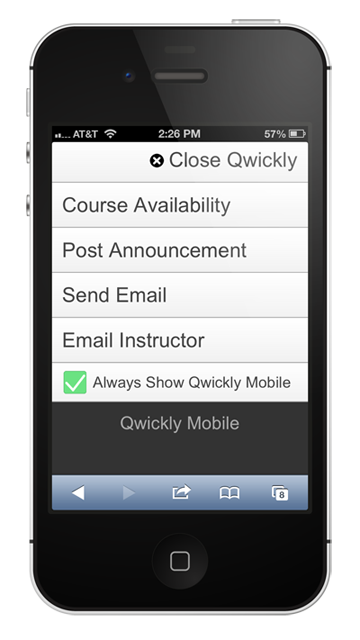 AT&T 2:26 PM 57%
Close Qwickly
Course Availability
Post Announcement
Send Email
Email Instructor
Always Show Qwickly Mobile
Qwickly Mobile
8